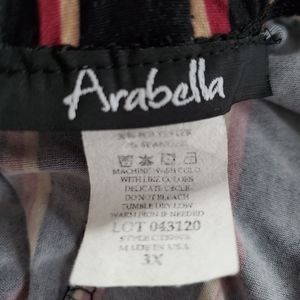 Arabella
POLYESTER
SPANDEX
MACHINE WASH COLD
WITH LIKE COLORS
DELICATE CYCLE
DO NOT BLEACH
TUMBLE DRY LOW
WARM IRON IF NEEDED
LOT 043120
MADE IN USA
3X